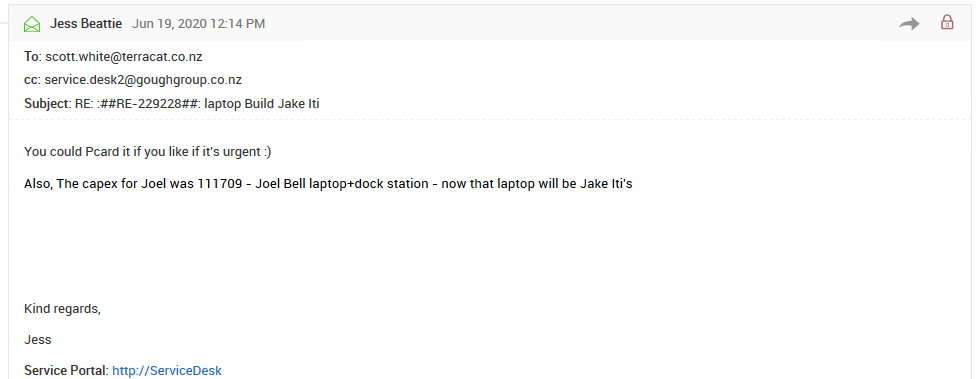 Jess Beattie Jun 19, 2020 12:14 PM
To: scott.white@terracat.co.nz
cc: service.desk2@goughgroup.co.nz
Subject: RE: :##RE-229228##: laptop Build Jake Iti
You could Pcard it if you like if it's urgent :)
Also, The capex for Joel was 111709 - Joel Bell laptop+dock station - now that laptop will be Jake Iti's
Kind regards,
Jess
Service Portal: http://ServiceDesk